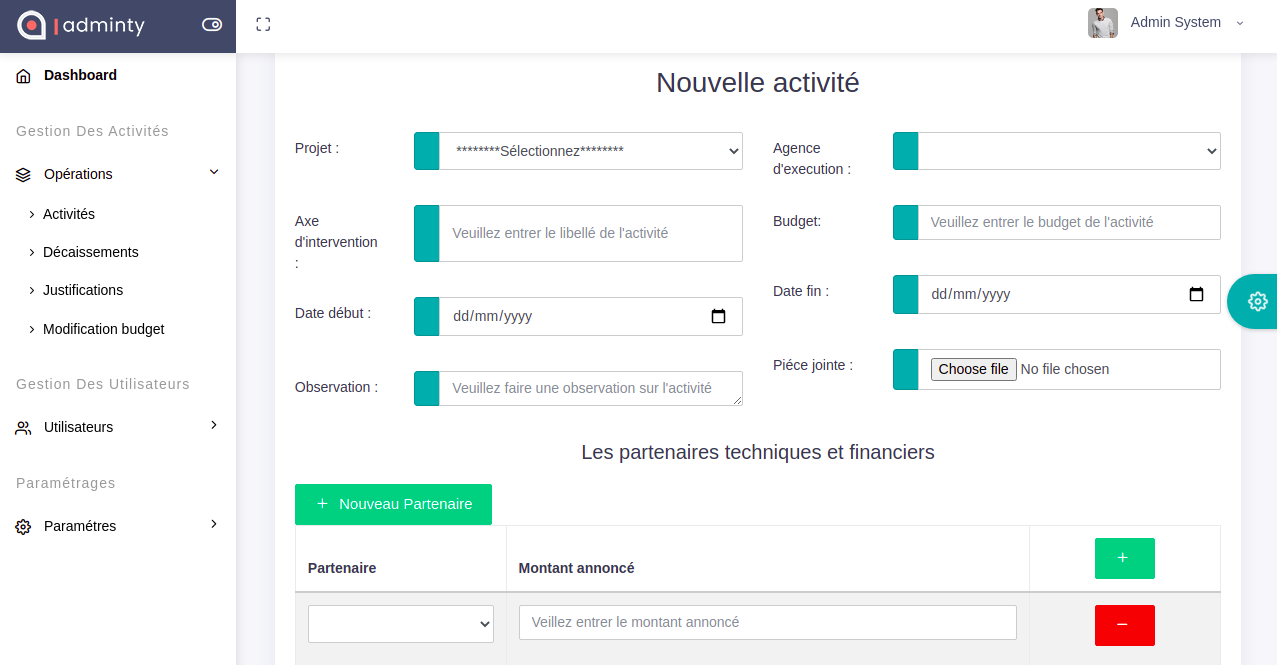 adminty
Admin System
Dashboard
Gestion Des Activités
Opérations
Activités
Décaissements
Justifications
Modification budget
Gestion Des Utilisateurs
Utilisateurs
Paramétrages
Paramétres
Nouvelle activité
Projet :
********Sélectionnez********
Agence
d'execution :
Axe
d'intervention
:
Veuillez entrer le libellé de l'activité
Budget:
Veuillez entrer le budget de l'activité
Date début :
dd/mm/yyyy
Date fin :
dd/mm/yyyy
Observation :
Veuillez faire une observation sur l'activité
Piéce jointe :
Choose file No file chosen
Les partenaires techniques et financiers
+ Nouveau Partenaire
Partenaire
Montant annoncé
+
Veillez entrer le montant annoncé
−